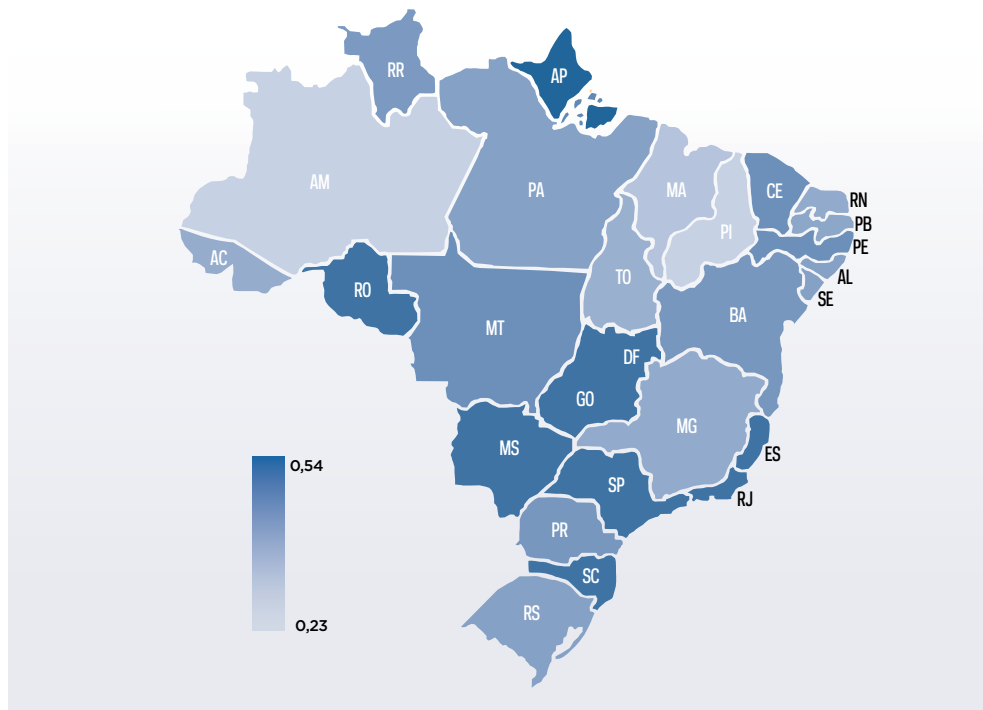 RR
AP
AM
PA
MA
CE
RN
PI
PB
PE
AC
TO
AL
RO
SE
BA
MT
DF
GO
MG
MS
ES
0,54
SP
RJ
PR
SC
RS
0,23